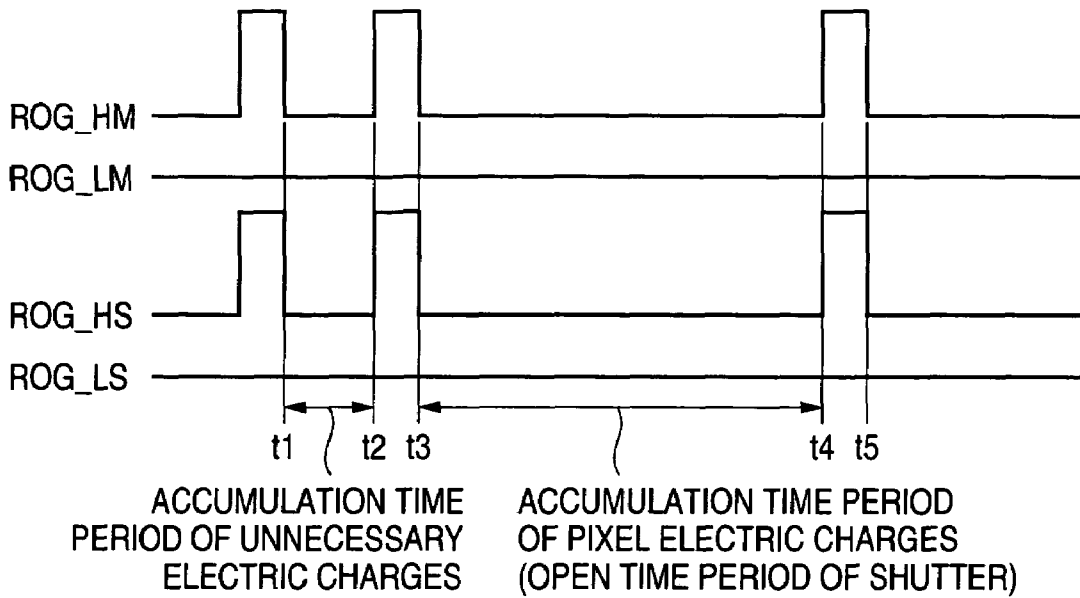 ROG_HM
ROG_LM
ROG_HS
ROG_LS
t1 t2 t3 t4 t5
ACCUMULATION TIME
PERIOD OF UNNECESSARY
ELECTRIC CHARGES
ACCUMULATION TIME PERIOD
OF PIXEL ELECTRIC CHARGES
(OPEN TIME PERIOD OF SHUTTER)